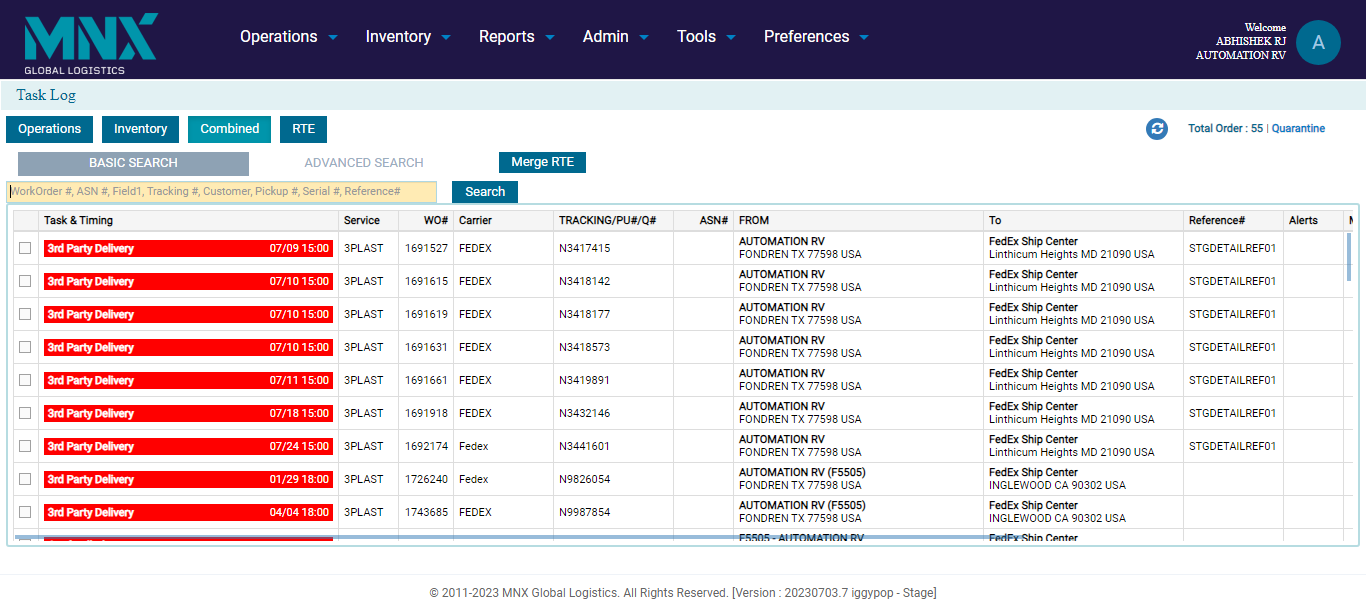 MNX
GLOBAL LOGISTICS
Operations Inventory Reports Admin Tools Preferences
Welcome
ABHISHEK RJ
AUTOMATION RV
A
Task Log
Operations Inventory Combined RTE
Total Order : 55 | Quarantine
BASIC SEARCH ADVANCED SEARCH Merge RTE
WorkOrder #, ASN #, Field1, Tracking #, Customer, Pickup #, Serial #, Reference# Search
Task & Timing Service WO# Carrier TRACKING/PU#/Q# ASN# FROM To Reference# Alerts
3rd Party Delivery 07/09 15:00 3PLAST 1691527 FEDEX N3417415 AUTOMATION RV FedEx Ship Center STGDETAILREF01
FONDREN TX 77598 USA Linthicum Heights MD 21090 USA
3rd Party Delivery 07/10 15:00 3PLAST 1691615 FEDEX N3418142 AUTOMATION RV FedEx Ship Center STGDETAILREF01
FONDREN TX 77598 USA Linthicum Heights MD 21090 USA
3rd Party Delivery 07/10 15:00 3PLAST 1691619 FEDEX N3418177 AUTOMATION RV FedEx Ship Center STGDETAILREF01
FONDREN TX 77598 USA Linthicum Heights MD 21090 USA
3rd Party Delivery 07/10 15:00 3PLAST 1691631 FEDEX N3418573 AUTOMATION RV FedEx Ship Center STGDETAILREF01
FONDREN TX 77598 USA Linthicum Heights MD 21090 USA
3rd Party Delivery 07/11 15:00 3PLAST 1691661 FEDEX N3419891 AUTOMATION RV FedEx Ship Center STGDETAILREF01
FONDREN TX 77598 USA Linthicum Heights MD 21090 USA
3rd Party Delivery 07/18 15:00 3PLAST 1691918 FEDEX N3432146 AUTOMATION RV FedEx Ship Center STGDETAILREF01
FONDREN TX 77598 USA Linthicum Heights MD 21090 USA
3rd Party Delivery 07/24 15:00 3PLAST 1692174 Fedex N3441601 AUTOMATION RV FedEx Ship Center STGDETAILREF01
FONDREN TX 77598 USA Linthicum Heights MD 21090 USA
3rd Party Delivery 01/29 18:00 3PLAST 1726240 Fedex N9826054 AUTOMATION RV (F5505) FedEx Ship Center
FONDREN TX 77598 USA INGLEWOOD CA 90302 USA
3rd Party Delivery 04/04 18:00 3PLAST 1743685 FEDEX N9987854 AUTOMATION RV (F5505) FedEx Ship Center
FONDREN TX 77598 USA INGLEWOOD CA 90302 USA
F5505 - AUTOMATION RV FedEx Ship Center
© 2011-2023 MNX Global Logistics. All Rights Reserved. [Version : 20230703.7 iggypop - Stage]